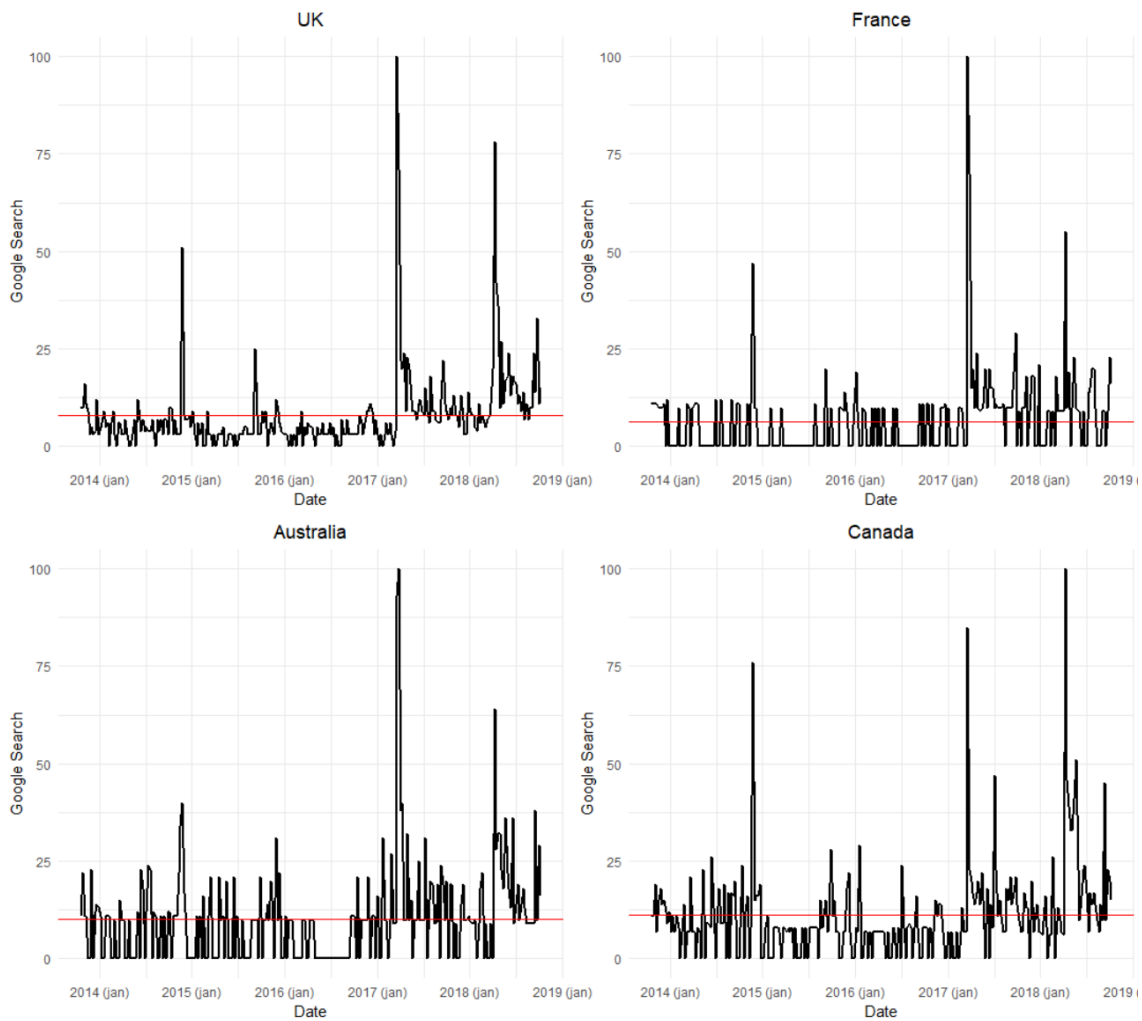 UK
100
75
50
25
0
Google Search
2014 (jan) 2015 (jan) 2016 (jan) 2017 (jan) 2018 (jan) 2019 (jan)
Date
France
100
75
50
25
0
Google Search
2014 (jan) 2015 (jan) 2016 (jan) 2017 (jan) 2018 (jan) 2019 (
Date
Australia
100
75
50
25
0
Google Search
2014 (jan) 2015 (jan) 2016 (jan) 2017 (jan) 2018 (jan) 2019 (jan)
Date
Canada
100
75
50
25
0
Google Search
2014 (jan) 2015 (jan) 2016 (jan) 2017 (jan) 2018 (jan) 2019 (
Date